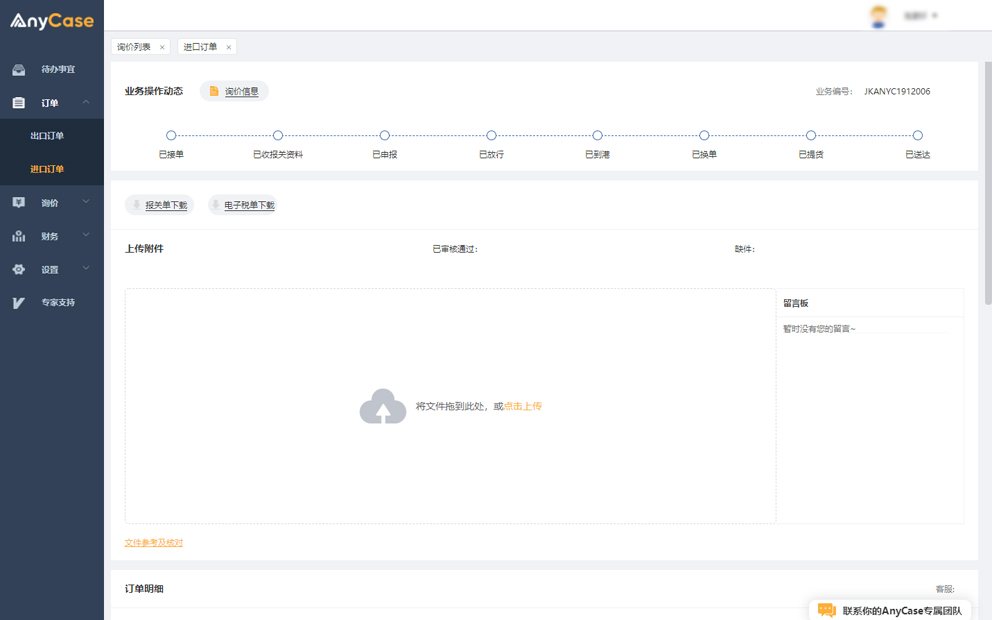 AnyCase
询价列表 ×
进口订单 ×
待办事宜
订单
出口订单
进口订单
询价
财务
设置
专家支持
业务操作动态
询价信息
业务编号: JKANYC1912006
已接单
已收报关资料
已申报
已放行
已到港
已换单
已提货
已送达
报关单下载
电子税单下载
上传附件
已审核通过:
缺件:
将文件拖到此处，或点击上传
留言板
暂时没有您的留言~
文件参考及核对
订单明细
客服:
联系你的AnyCase专属团队